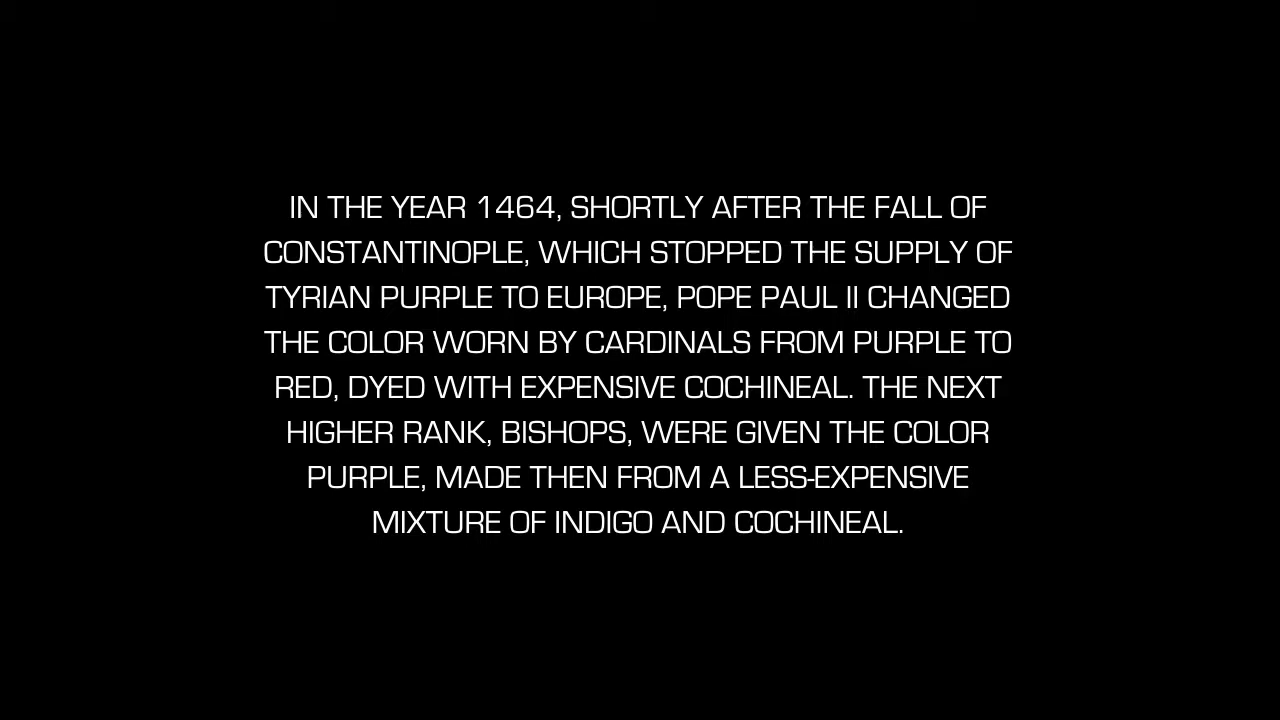 IN THE YEAR 1464, SHORTLY AFTER THE FALL OF
CONSTANTINOPLE, WHICH STOPPED THE SUPPLY OF
TYRIAN PURPLE TO EUROPE, POPE PAUL II CHANGED
THE COLOR WORN BY CARDINALS FROM PURPLE TO
RED, DYED WITH EXPENSIVE COCHINEAL. THE NEXT
HIGHER RANK, BISHOPS, WERE GIVEN THE COLOR
PURPLE, MADE THEN FROM A LESS-EXPENSIVE
MIXTURE OF INDIGO AND COCHINEAL.